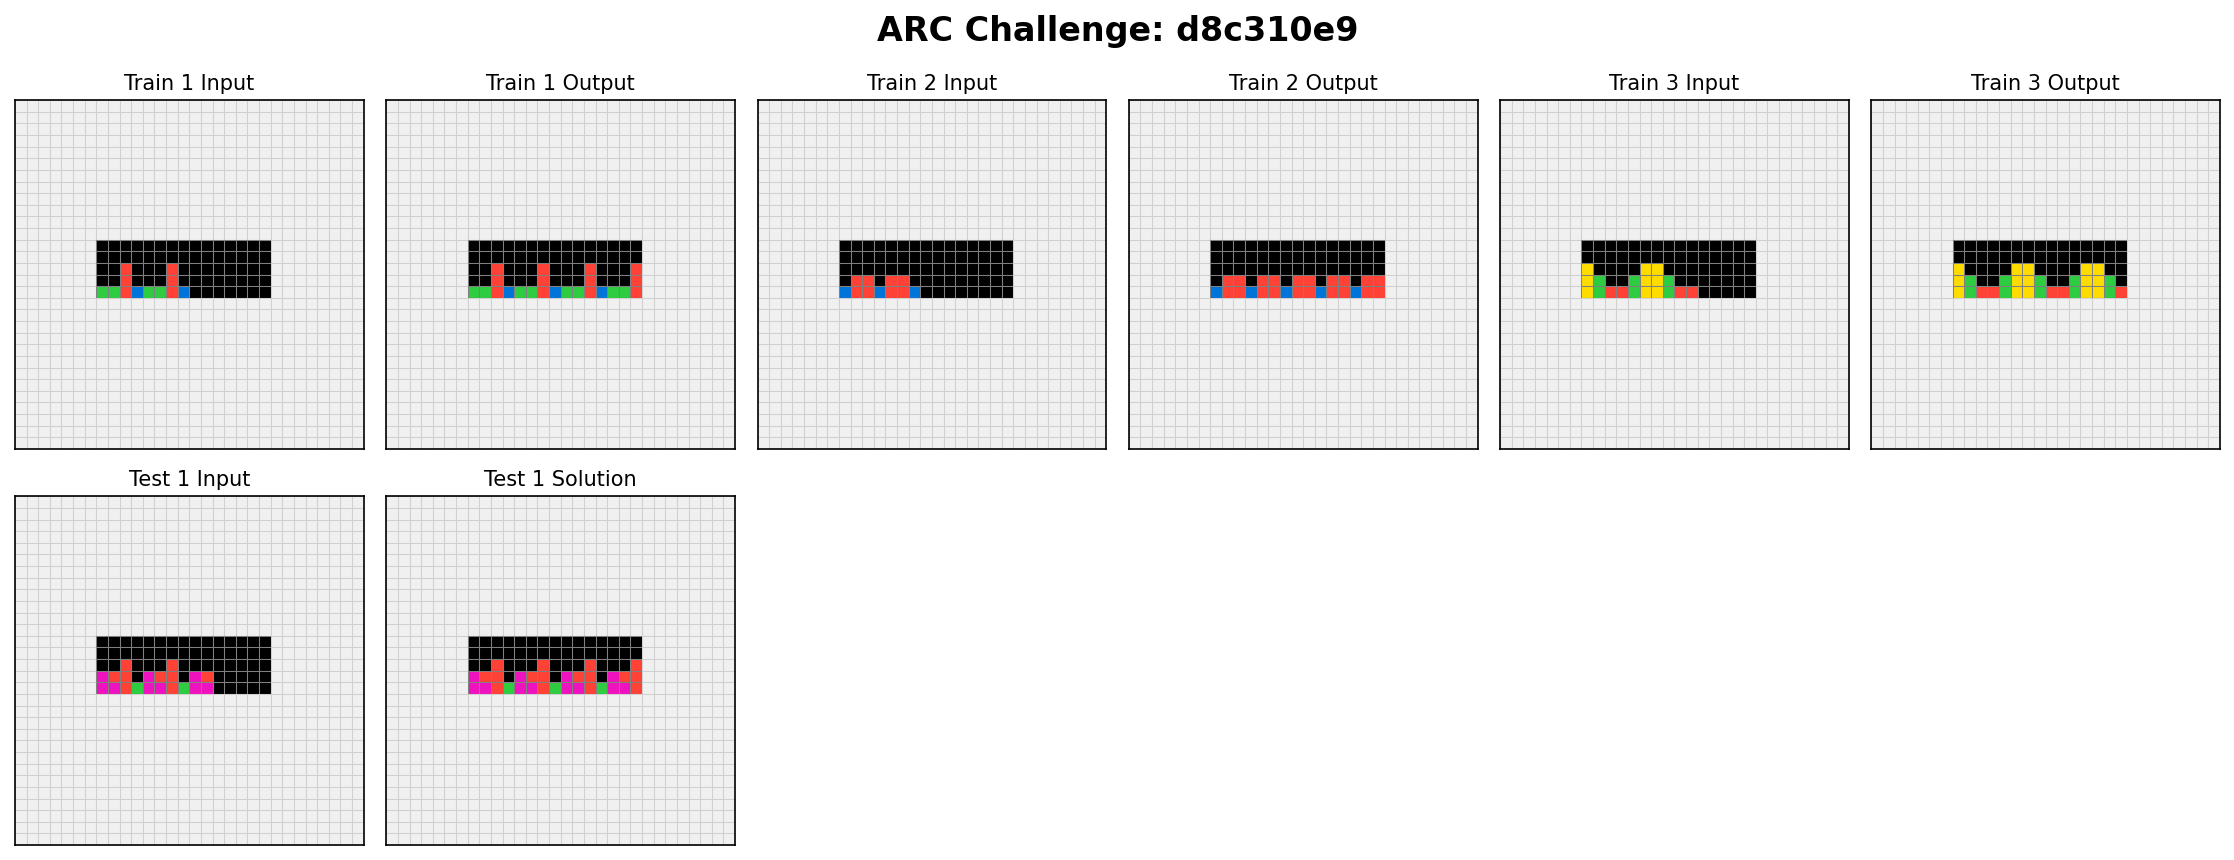 ARC Challenge: d8c310e9
Train 1 Input
Train 1 Output
Train 2 Input
Train 2 Output
Train 3 Input
Train 3 Output
Test 1 Input
Test 1 Solution